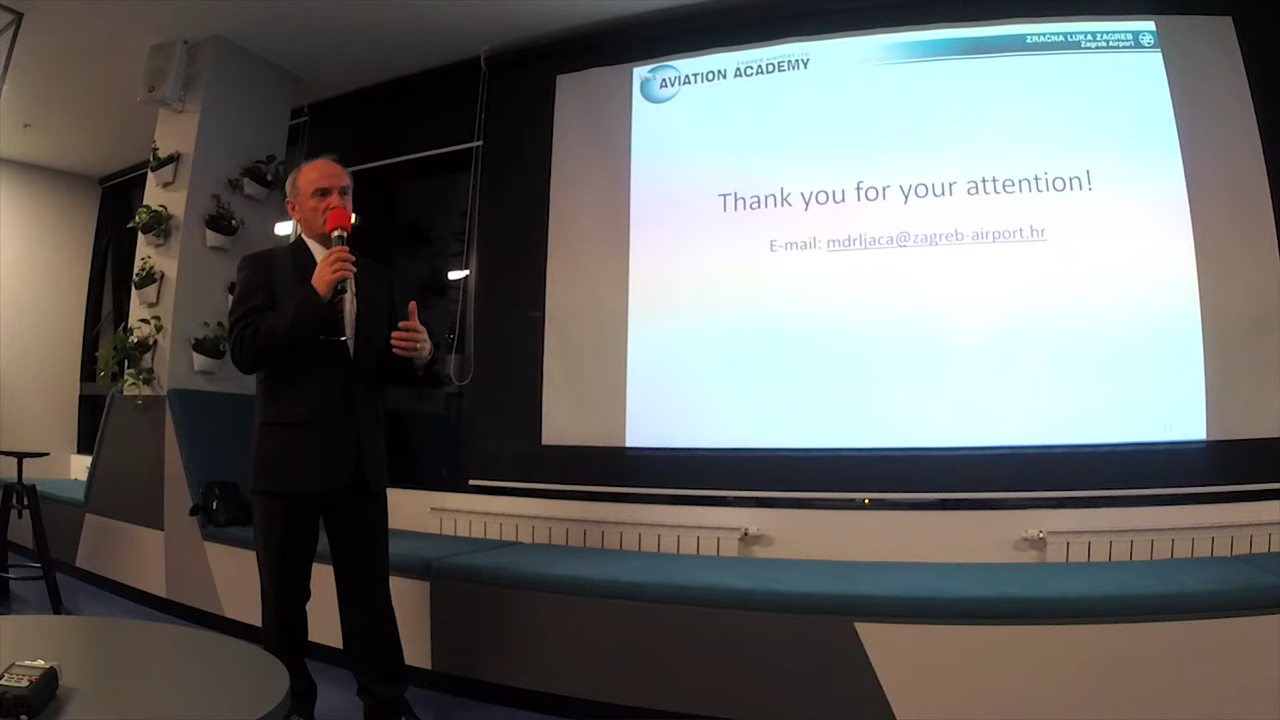 ZAGREB AIRPORT LTD
AVIATION ACADEMY
ZRAČNA LUKA ZAGREB
Zagreb Airport
Thank you for your attention!
E-mail: mdrljaca@zagreb-airport.hr